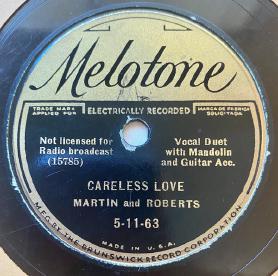 Melotone
TRADE MARK
APPLIED FOR
ELECTRICALLY RECORDED
MARCA DE FABRICA
SOLICITADA
Not licensed for
Radio broadcast
(15785)
Vocal Duet
with Mandolin
and Guitar Acc.
CARELESS LOVE
MARTIN and ROBERTS
5-11-63
MADE IN U.S.A.
MF'G BY THE BRUNSWICK RECORD CORPORATION